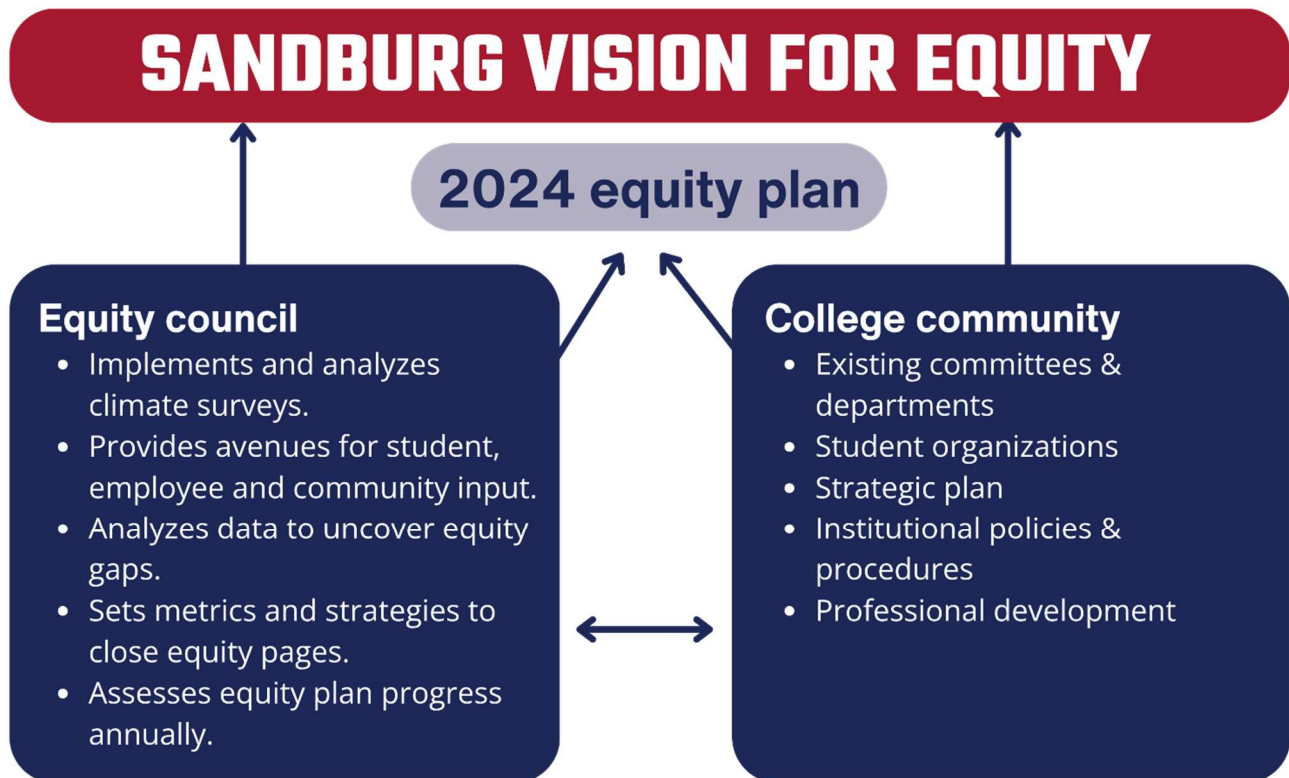 SANDBURG VISION FOR EQUITY
2024 equity plan
Equity council
• Implements and analyzes
climate surveys.
• Provides avenues for student,
employee and community input.
• Analyzes data to uncover equity
gaps.
• Sets metrics and strategies to
close equity pages.
• Assesses equity plan progress
annually.
College community
• Existing committees &
departments
• Student organizations
• Strategic plan
• Institutional policies &
procedures
• Professional development